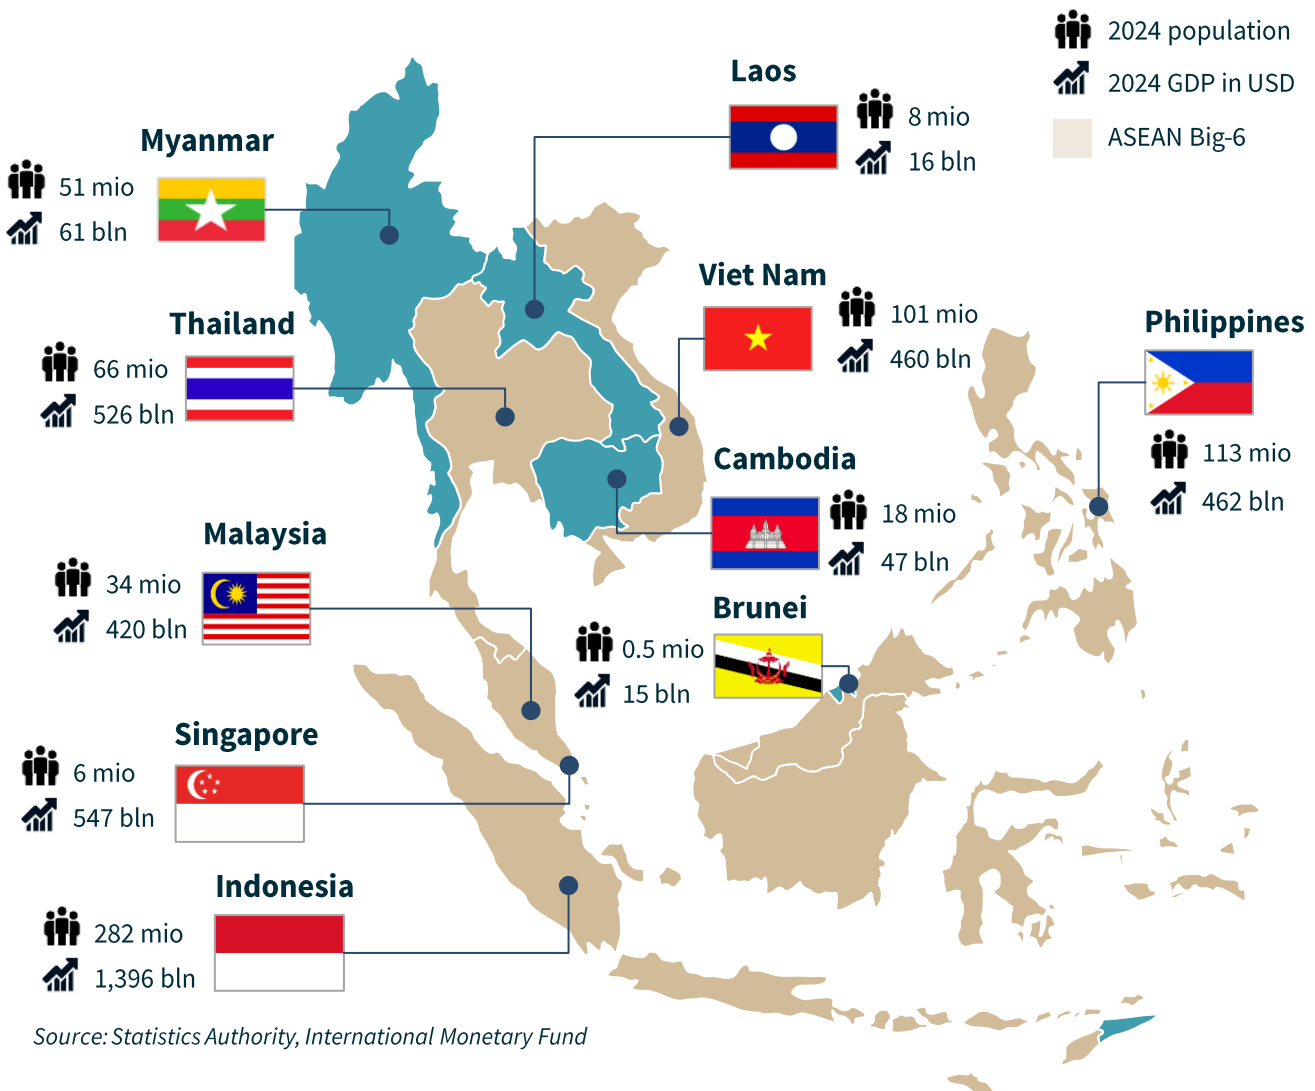 2024 population
2024 GDP in USD
ASEAN Big-6
Laos
8 mio
16 bln
Myanmar
51 mio
61 bln
Viet Nam
101 mio
460 bln
Thailand
66 mio
526 bln
Philippines
113 mio
462 bln
Cambodia
18 mio
47 bln
Malaysia
34 mio
420 bln
Brunei
0.5 mio
15 bln
Singapore
6 mio
547 bln
Indonesia
282 mio
1,396 bln
Source: Statistics Authority, International Monetary Fund